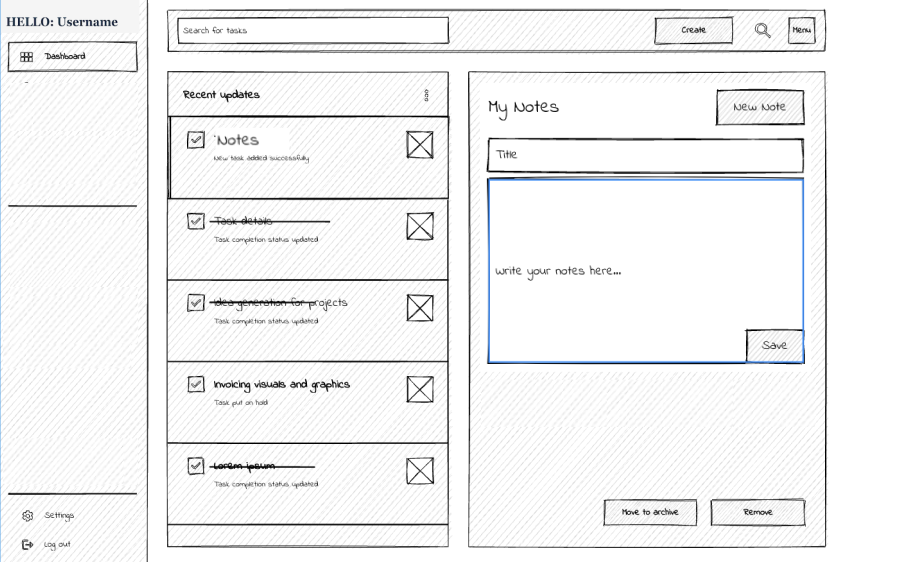 HELLO: Username
Dashboard
Settings
Log out
Search for tasks
Create
Menu
Recent updates
'Notes
New task added successfully
Task details
Task completion status updated
Idea generation for projects
Task completion status updated
Invoicing visuals and graphics
Task put on hold
Lorem ipsum
Task completion status updated
My Notes
New Note
Title
write your notes here...
Save
Move to archive
Remove